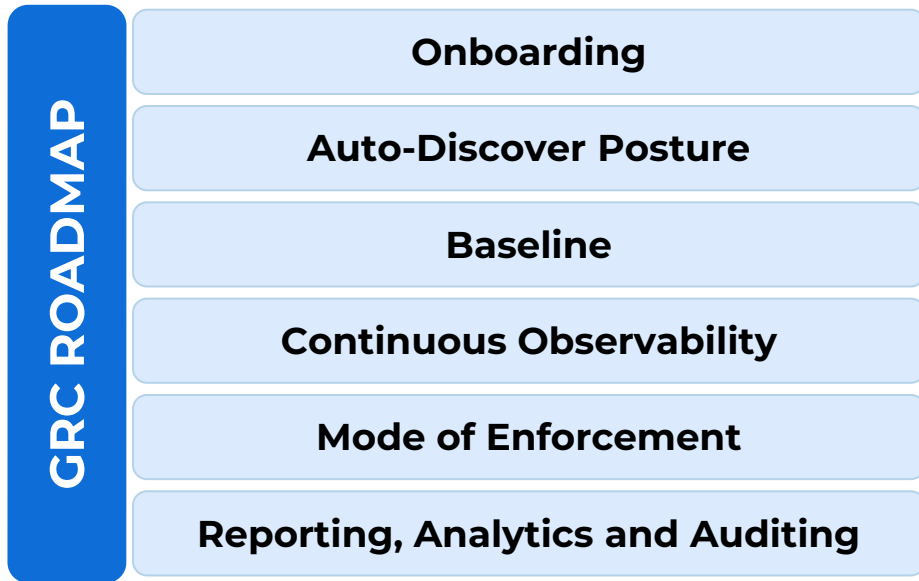 GRC ROADMAP
Onboarding
Auto-Discover Posture
Baseline
Continuous Observability
Mode of Enforcement
Reporting, Analytics and Auditing